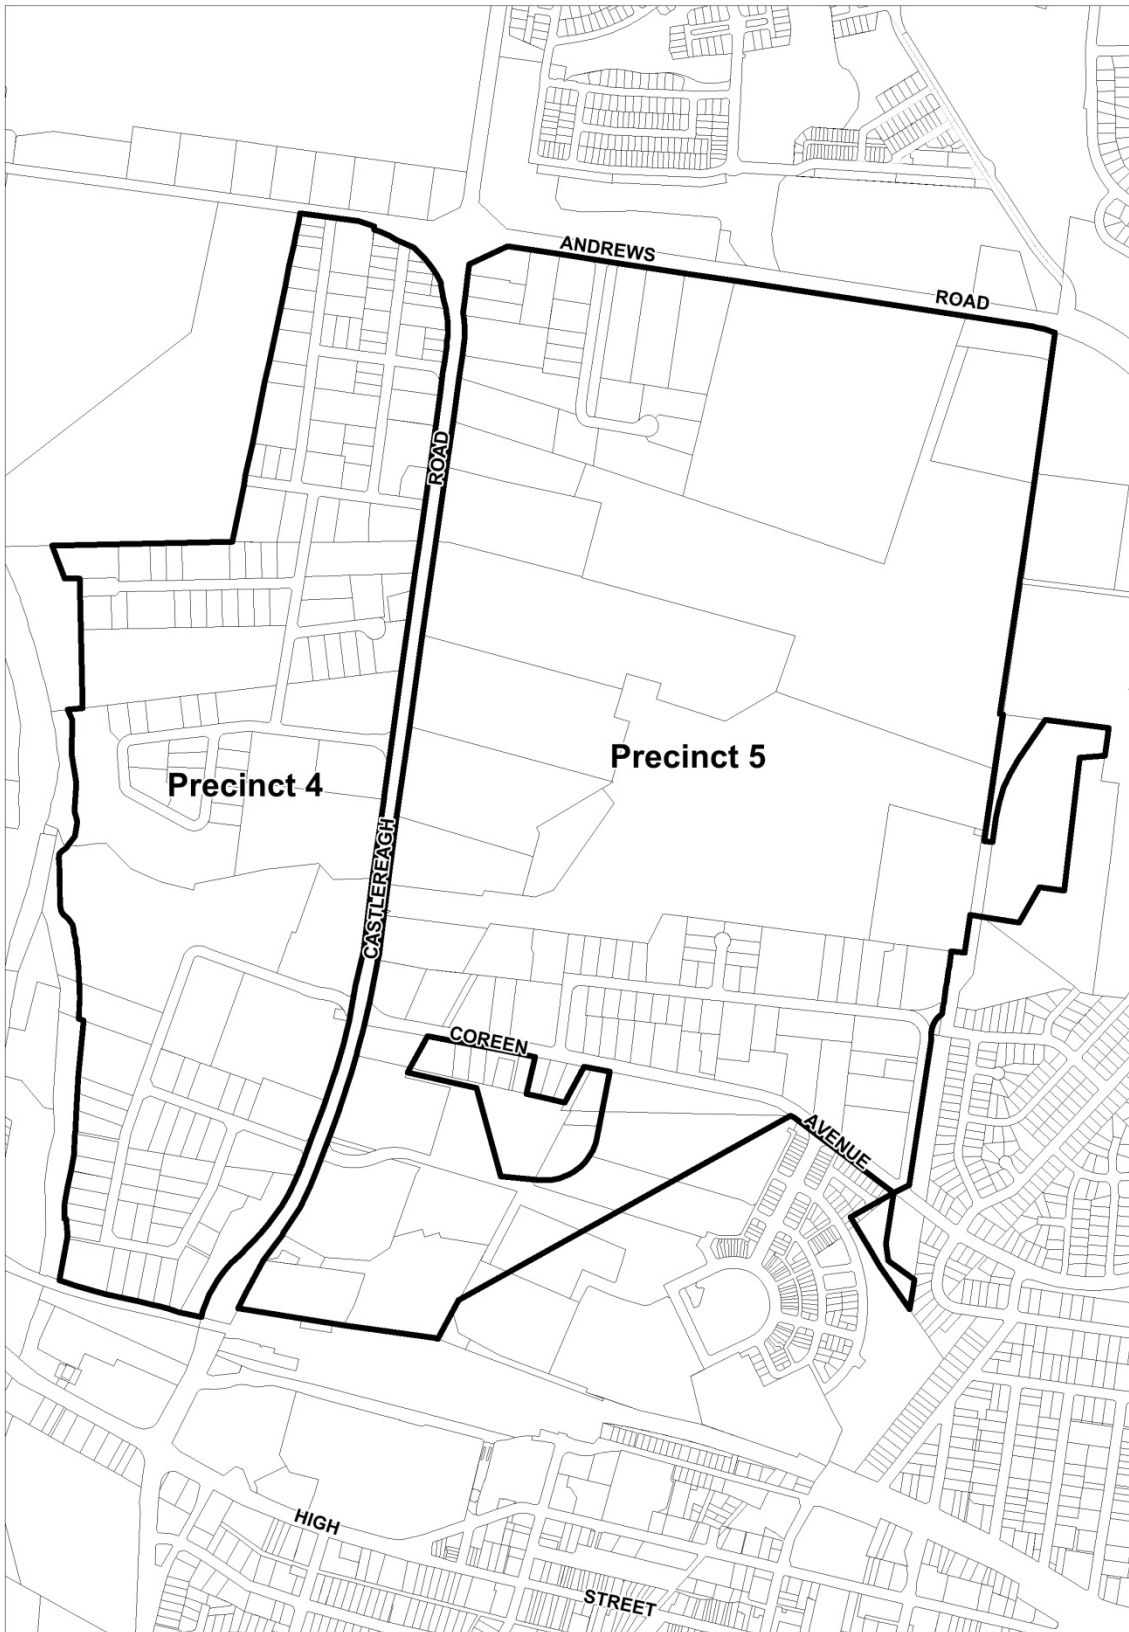 ANDREWS
ROAD
ROAD
Precinct 5
Precinct 4
CASTLEREAGH
COREEN
AVENUE
HIGH
STREET